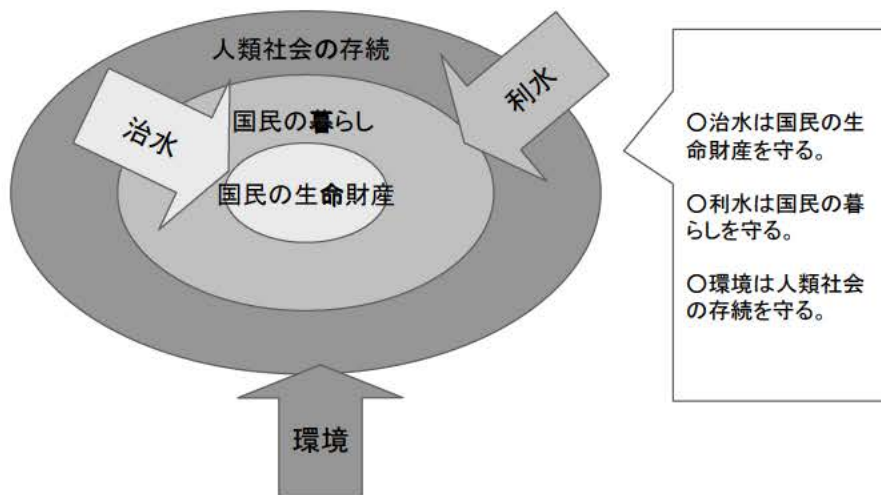 人類社会の存続
利水
治水
国民の暮らし
国民の生命財産
環境
〇治水は国民の生
命財産を守る。
〇利水は国民の暮
らしを守る。
〇環境は人類社会
の存続を守る。